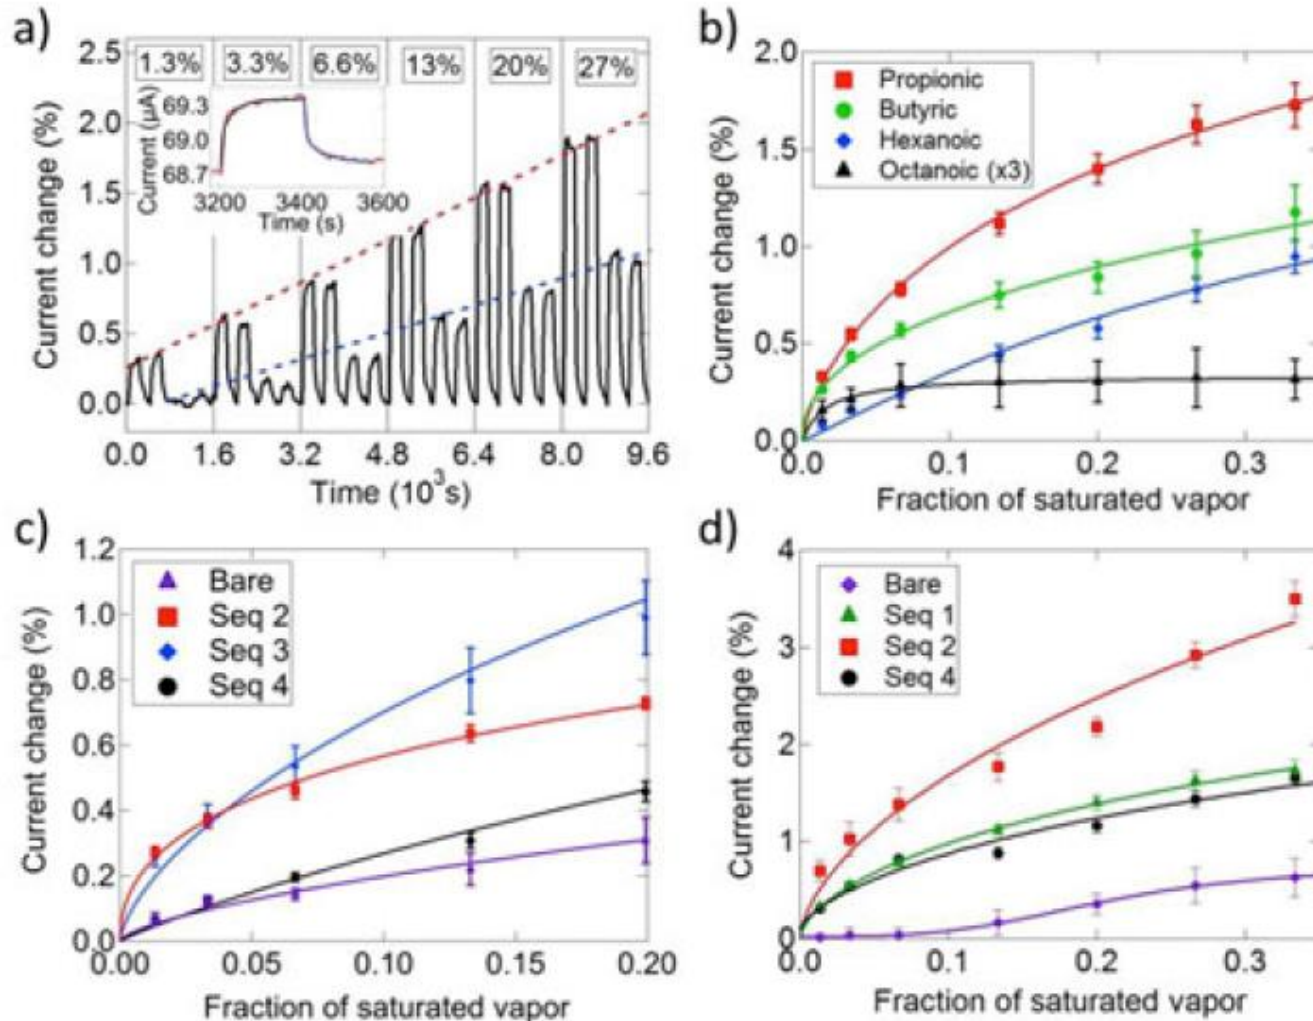 a)
2.5
2.0
1.5
1.0
0.5
0.0
Current change (%)
1.3%
3.3%
6.6%
13%
20%
27%
Current (µA)
69.3
69.0
68.7
3200
3400
3600
Time (s)
0.0
1.6
3.2
4.8
6.4
8.0
9.6
Time (10³s)
b)
2.0
1.5
1.0
0.5
0.0
Current change (%)
Propionic
Butyric
Hexanoic
Octanoic (x3)
0.0
0.1
0.2
0.3
Fraction of saturated vapor
c)
1.2
1.0
0.8
0.6
0.4
0.2
0.0
Current change (%)
Bare
Seq 2
Seq 3
Seq 4
0.00
0.05
0.10
0.15
0.20
Fraction of saturated vapor
d)
4
3
2
1
0
Current change (%)
Bare
Seq 1
Seq 2
Seq 4
0.0
0.1
0.2
0.3
Fraction of saturated vapor